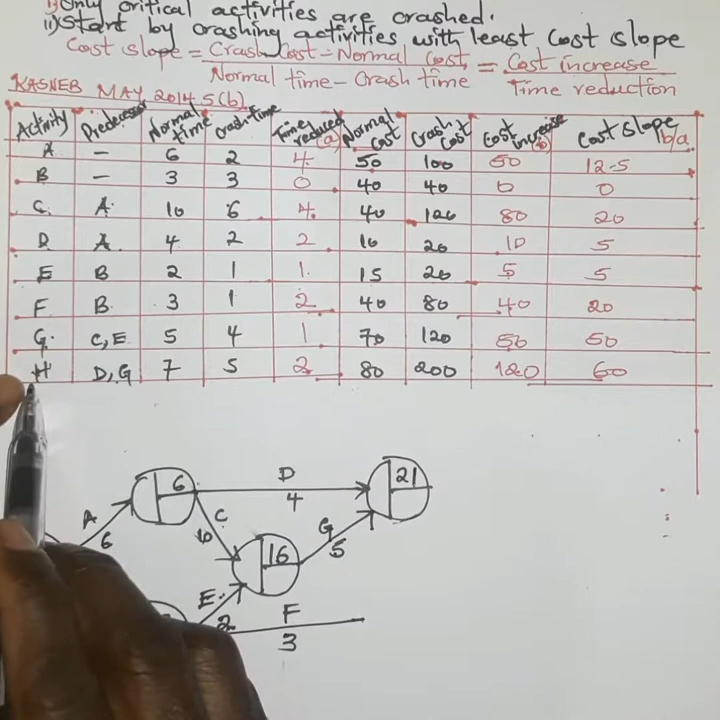 i) Only critical activities are crashed.
ii) Start by crashing activities with least cost slope
Cost slope = Crash Cost - Normal cost / Normal time - Crash time = Cost increase / Time reduction
KASNEB MAY 2014 5(b)
Activity Predecessor Normal time Crash Time Time reduced (a) Normal cost Crash Cost Cost increase (b) Cost slope b/a
A - 6 2 4 50 100 50 12.5
B - 3 3 0 40 40 0 0
C. A. 10 6 4. 40 120 80 20
D A 4 2 2 10 20 10 5
E B 2 1 1. 15 20 5 5
F B 3 1 2 40 80 40 20
G. C, E 5 4 1 70 120 50 50
H D, G 7 5 2 80 200 120 60
D
6 21
4
A C G
6 10 16 5
E. F
2
3